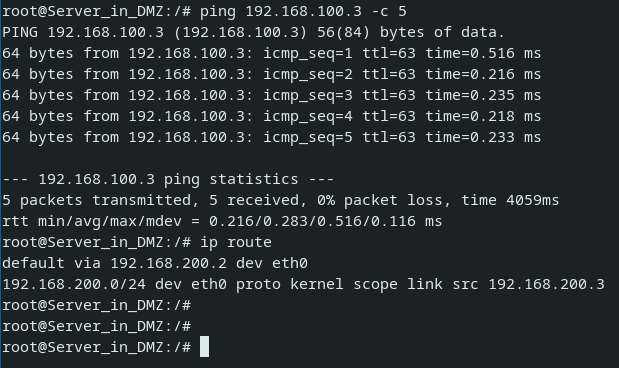 root@Server_in_DMZ:/# ping 192.168.100.3 -c 5
PING 192.168.100.3 (192.168.100.3) 56(84) bytes of data.
64 bytes from 192.168.100.3: icmp_seq=1 ttl=63 time=0.516 ms
64 bytes from 192.168.100.3: icmp_seq=2 ttl=63 time=0.216 ms
64 bytes from 192.168.100.3: icmp_seq=3 ttl=63 time=0.235 ms
64 bytes from 192.168.100.3: icmp_seq=4 ttl=63 time=0.218 ms
64 bytes from 192.168.100.3: icmp_seq=5 ttl=63 time=0.233 ms

--- 192.168.100.3 ping statistics ---
5 packets transmitted, 5 received, 0% packet loss, time 4059ms
rtt min/avg/max/mdev = 0.216/0.283/0.516/0.116 ms
root@Server_in_DMZ:/# ip route
default via 192.168.200.2 dev eth0
192.168.200.0/24 dev eth0 proto kernel scope link src 192.168.200.3
root@Server_in_DMZ:/#
root@Server_in_DMZ:/#
root@Server_in_DMZ:/#